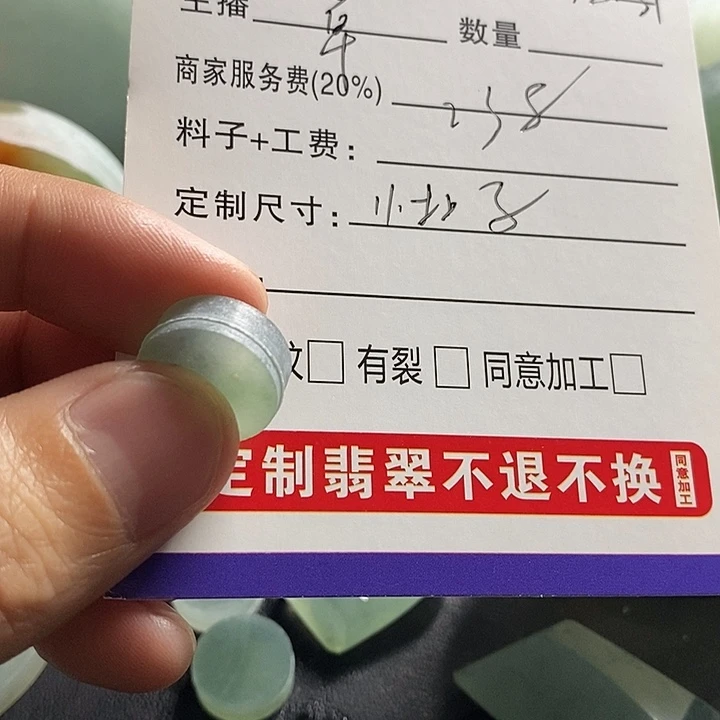 主播 数量
商家服务费(20%) 238
料子+工费:
定制尺寸: 小
纹□ 有裂 □ 同意加工□
定制翡翠不退不换 同意加工